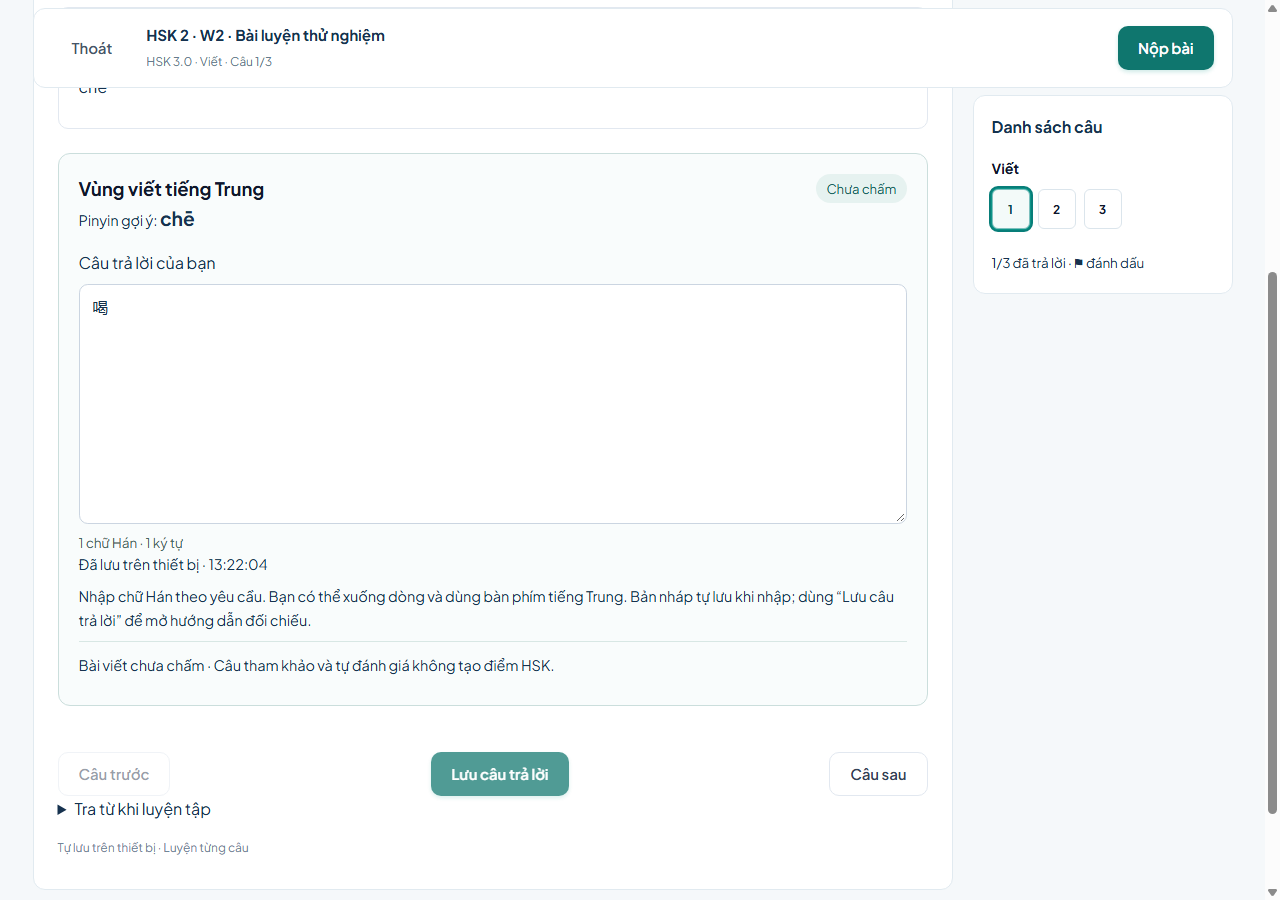 Thoát
HSK 2 · W2 · Bài luyện thử nghiệm
HSK 3.0 · Viết · Câu 1/3
Nộp bài
chē
Vùng viết tiếng Trung
Chưa chấm
Pinyin gợi ý: chē
Câu trả lời của bạn
喝
1 chữ Hán · 1 ký tự
Đã lưu trên thiết bị · 13:22:04
Nhập chữ Hán theo yêu cầu. Bạn có thể xuống dòng và dùng bàn phím tiếng Trung. Bản nháp tự lưu khi nhập; dùng “Lưu câu
trả lời” để mở hướng dẫn đối chiếu.
Bài viết chưa chấm · Câu tham khảo và tự đánh giá không tạo điểm HSK.
Câu trước
Lưu câu trả lời
Câu sau
▶ Tra từ khi luyện tập
Tự lưu trên thiết bị · Luyện từng câu
Danh sách câu
Viết
1 2 3
1/3 đã trả lời · ⚑ đánh dấu